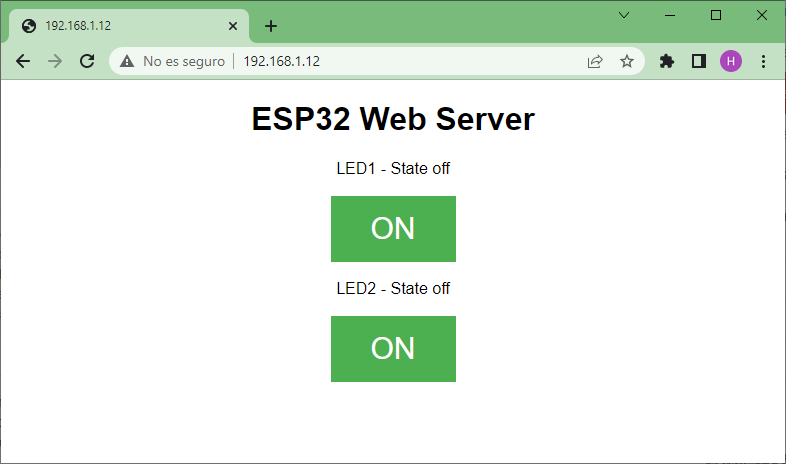 192.168.1.12
No es seguro 192.168.1.12
H
ESP32 Web Server
LED1 - State off
ON
LED2 - State off
ON